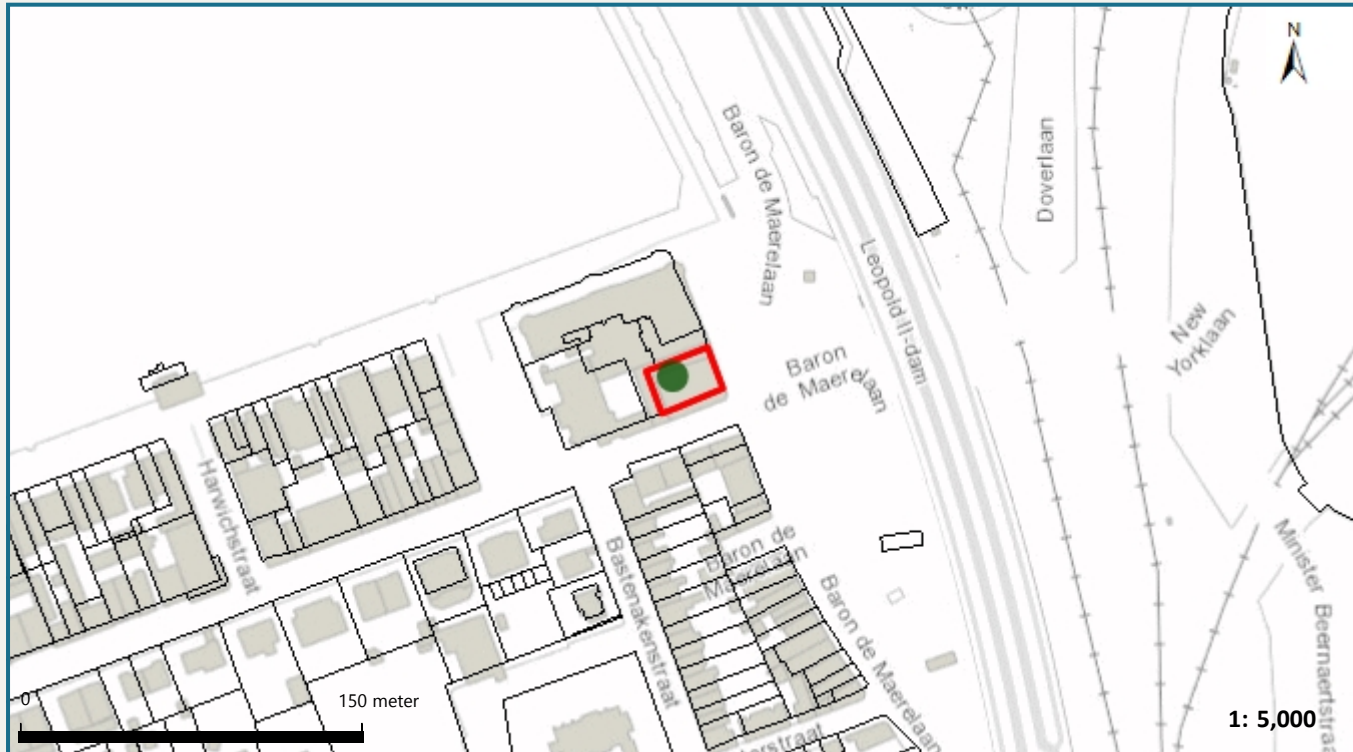 N
Baron de Maerelaan
Doverlaan
Leopold-II-dam
New
Yorklaan
Baron
de Maerelaan
Harwichstraat
Bastenakenstraat
Baron de
Maerelaan
Baron de Maerelaan
Minister Beernaertstra
0
150 meter
1: 5,000